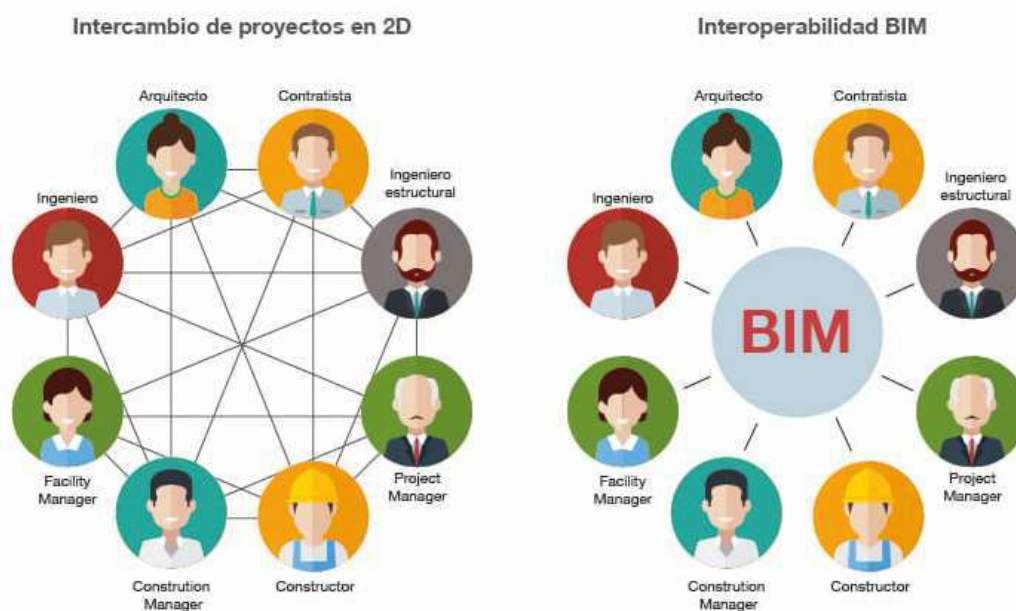 Intercambio de proyectos en 2D
Arquitecto
Contratista
Ingeniero
Ingeniero
estructural
Facility
Manager
Project
Manager
Constrution
Manager
Constructor
Interoperabilidad BIM
Arquitecto
Contratista
Ingeniero
Ingeniero
estructural
BIM
Facility
Manager
Project
Manager
Constrution
Manager
Constructor